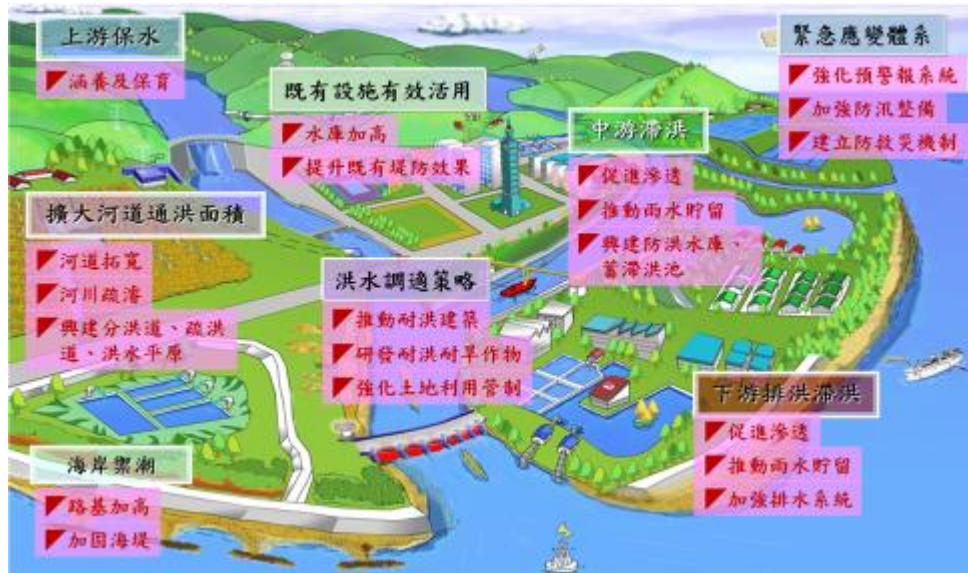 上游保水
涵養及保育
既有設施有效活用
水庫加高
提升既有堤防效果
緊急應變體系
強化預警報系統
加強防汛整備
建立防救災機制
中游滯洪
促進滲透
推動雨水貯留
興建防洪水庫、
蓄滯洪池
擴大河道通洪面積
河道拓寬
河川疏濬
興建分洪道、疏洪
道、洪水平原
洪水調適策略
推動耐洪建築
研發耐洪耐旱作物
強化土地利用管制
下游排洪滯洪
促進滲透
推動雨水貯留
加強排水系統
海岸禦潮
路基加高
加固海堤